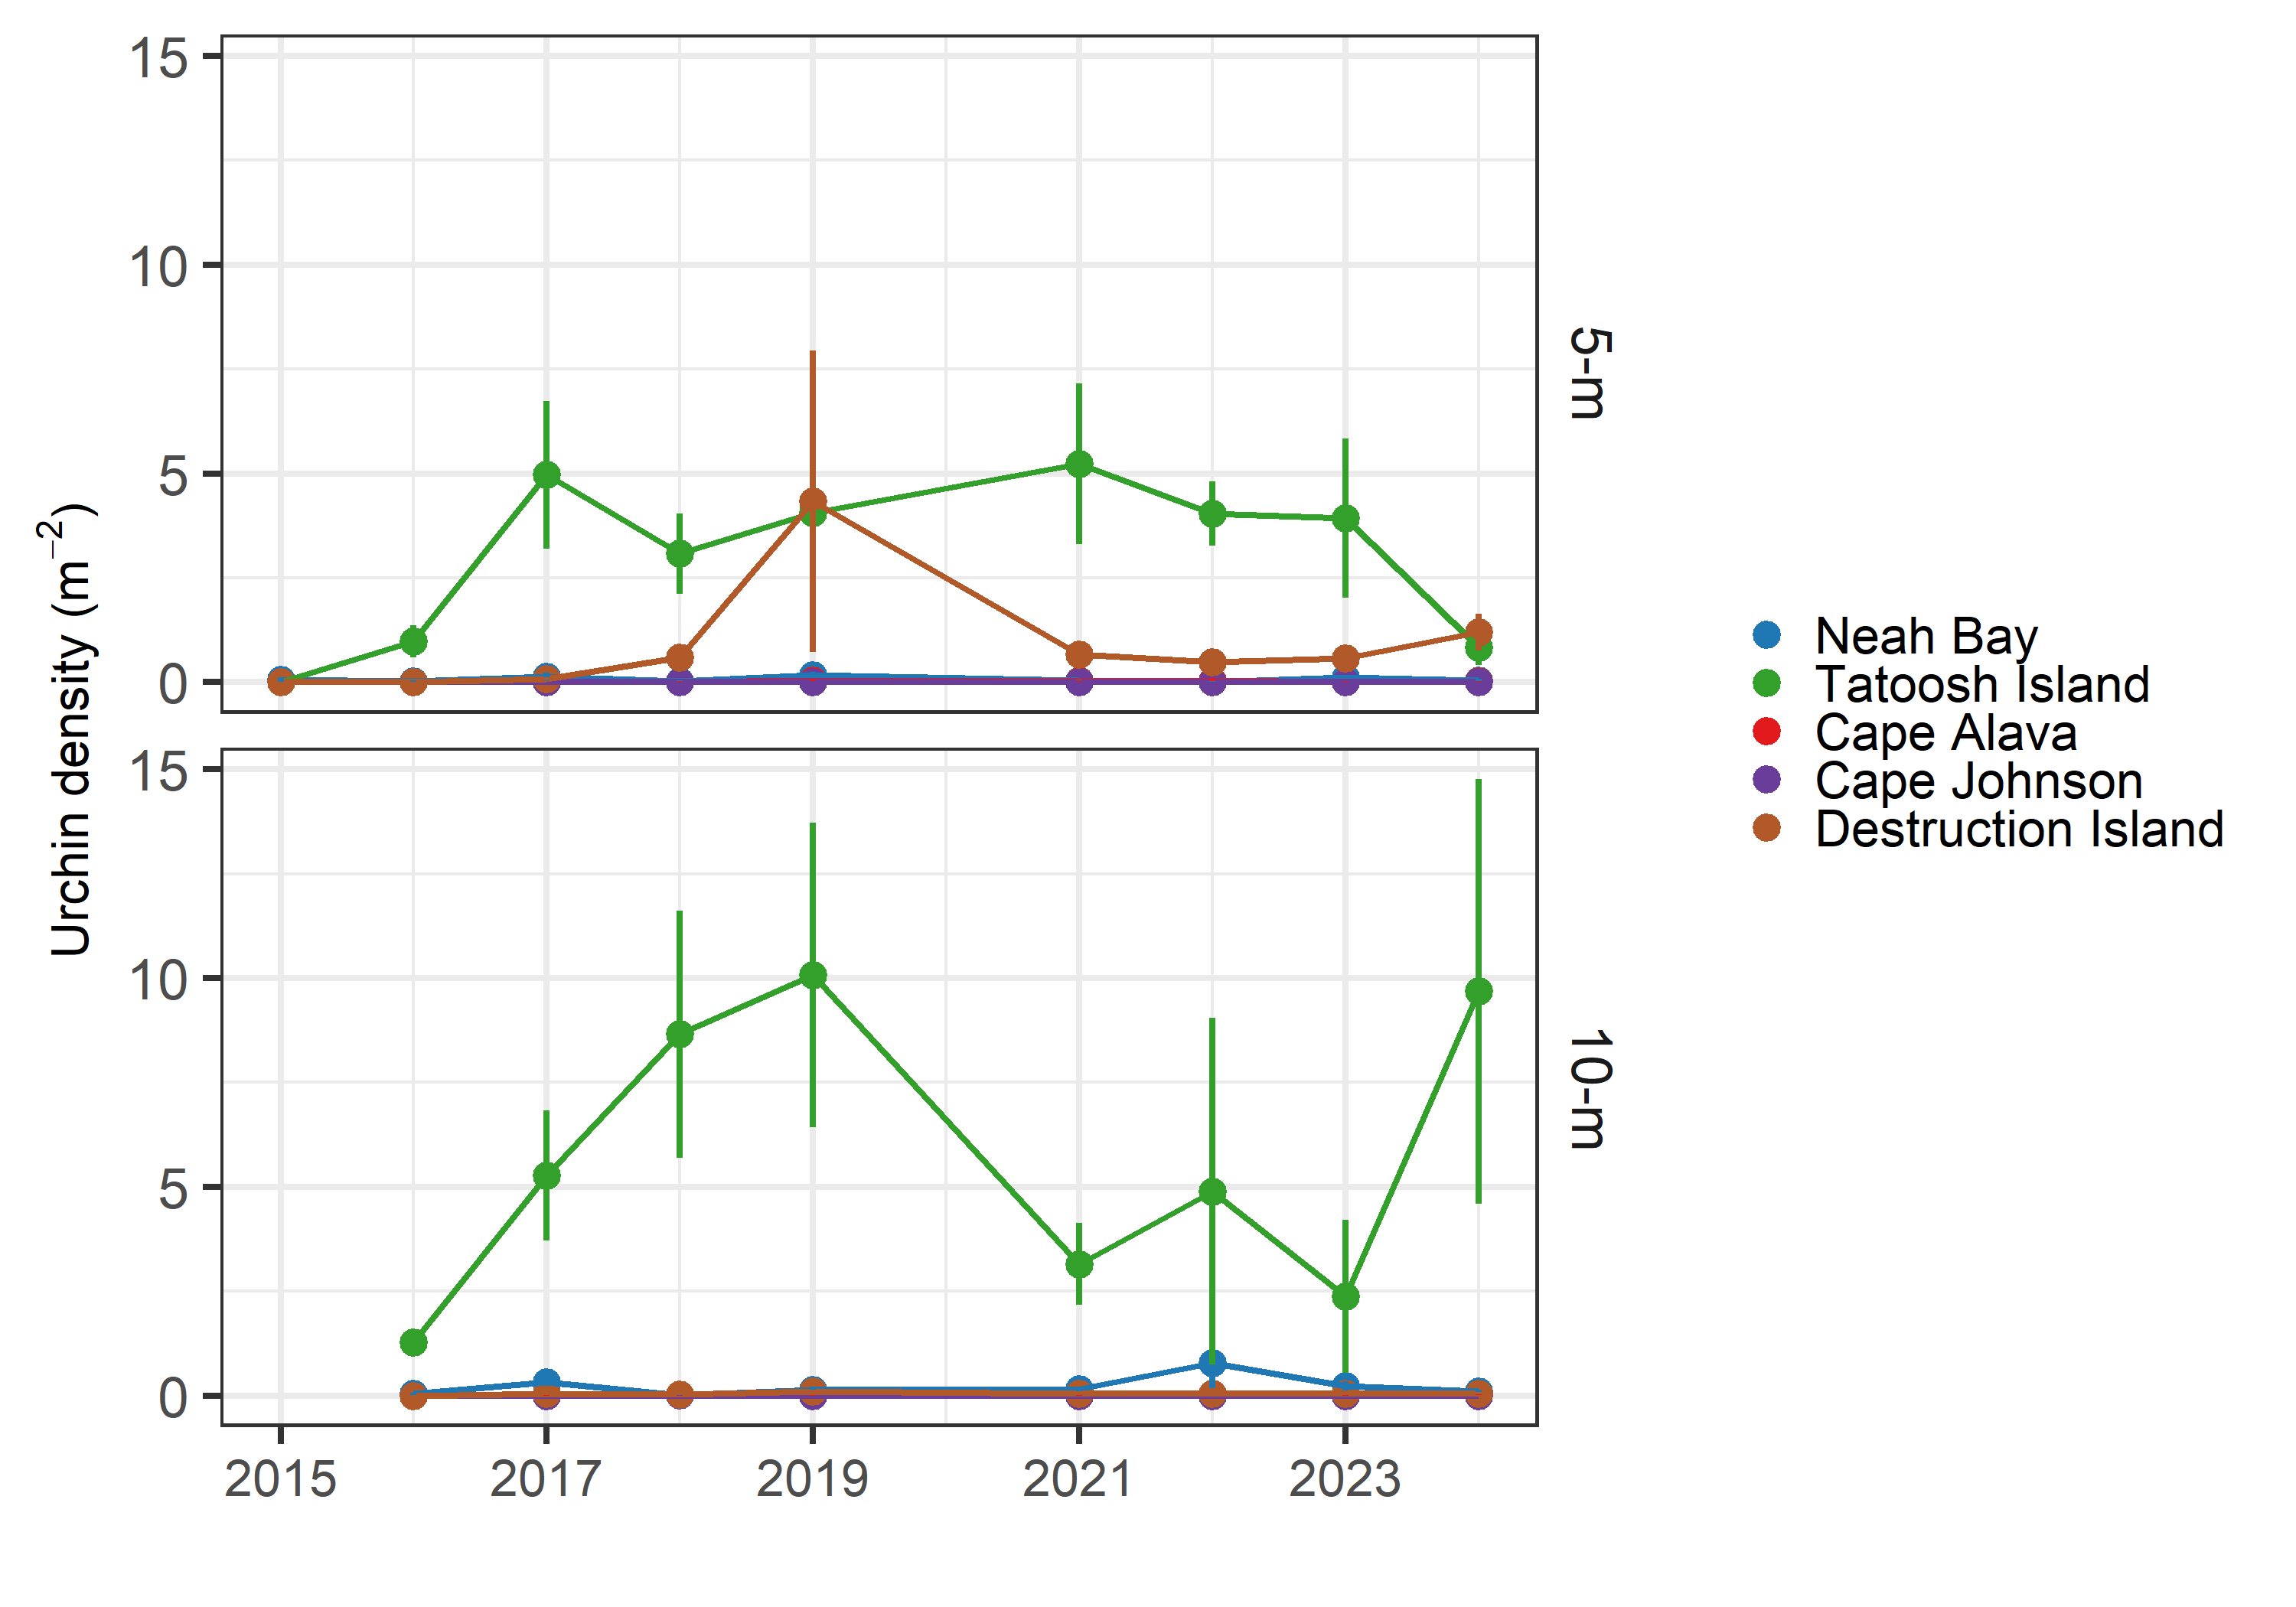 Urchin density (m⁻²)
15
10
5
0
5-m
15
10
5
0
10-m
2015 2017 2019 2021 2023
Neah Bay
Tatoosh Island
Cape Alava
Cape Johnson
Destruction Island